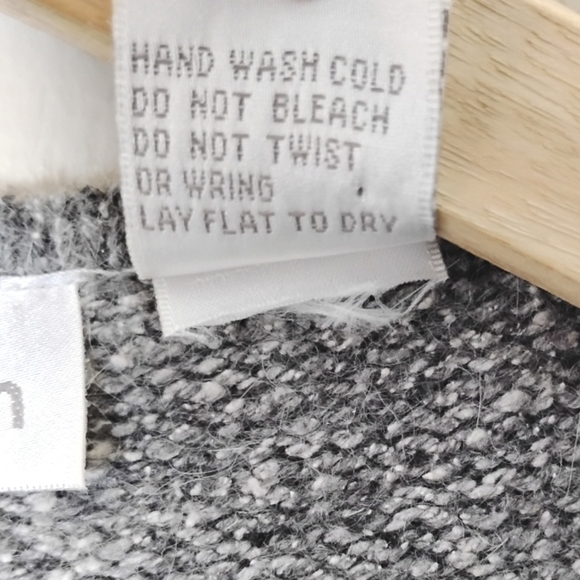 HAND WASH COLD
DO NOT BLEACH
DO NOT TWIST
OR WRING
LAY FLAT TO DRY
n